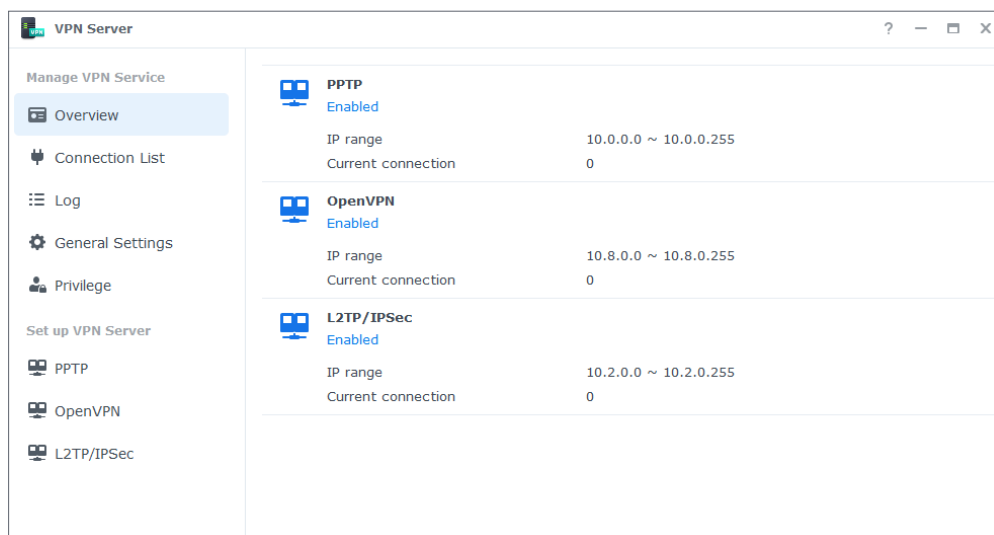 VPN
VPN Server
?
Manage VPN Service
Overview
Connection List
Log
General Settings
Privilege
Set up VPN Server
PPTP
OpenVPN
L2TP/IPSec
PPTP
Enabled
IP range 10.0.0.0 ~ 10.0.0.255
Current connection 0
OpenVPN
Enabled
IP range 10.8.0.0 ~ 10.8.0.255
Current connection 0
L2TP/IPSec
Enabled
IP range 10.2.0.0 ~ 10.2.0.255
Current connection 0